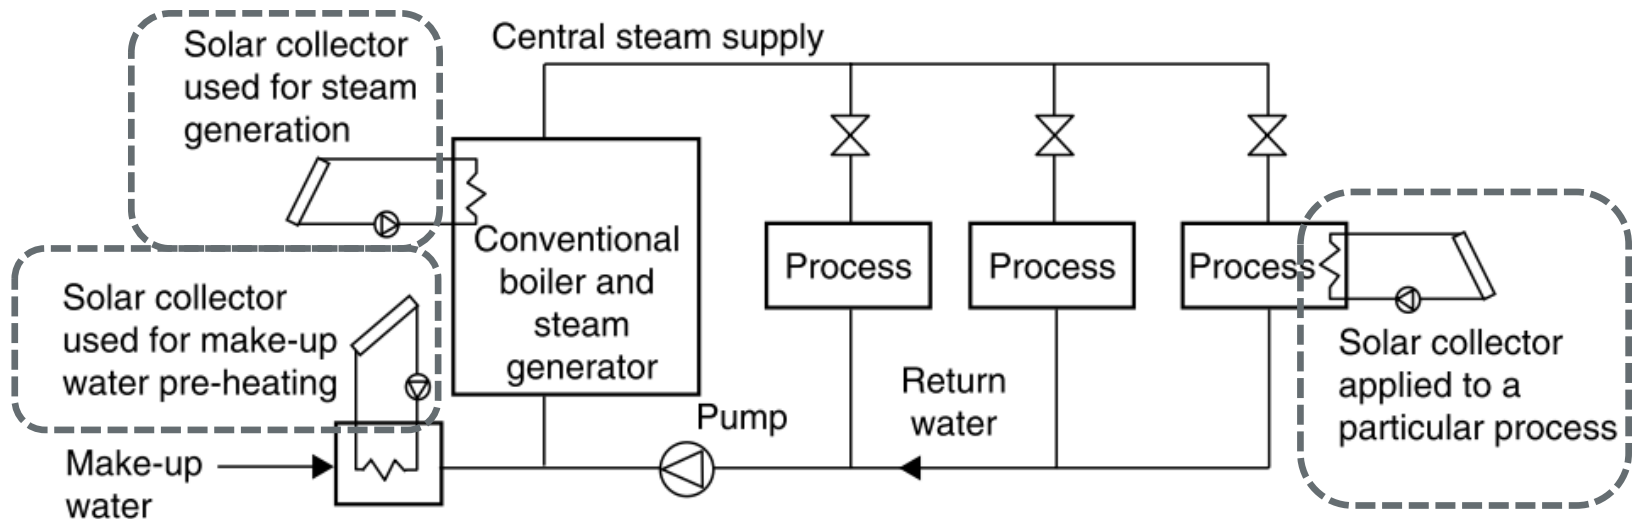 Solar collector
used for steam
generation
Central steam supply
Conventional
boiler and
steam
generator
Process
Process
Process
Solar collector
used for make-up
water pre-heating
Solar collector
applied to a
particular process
Return
water
Pump
Make-up
water